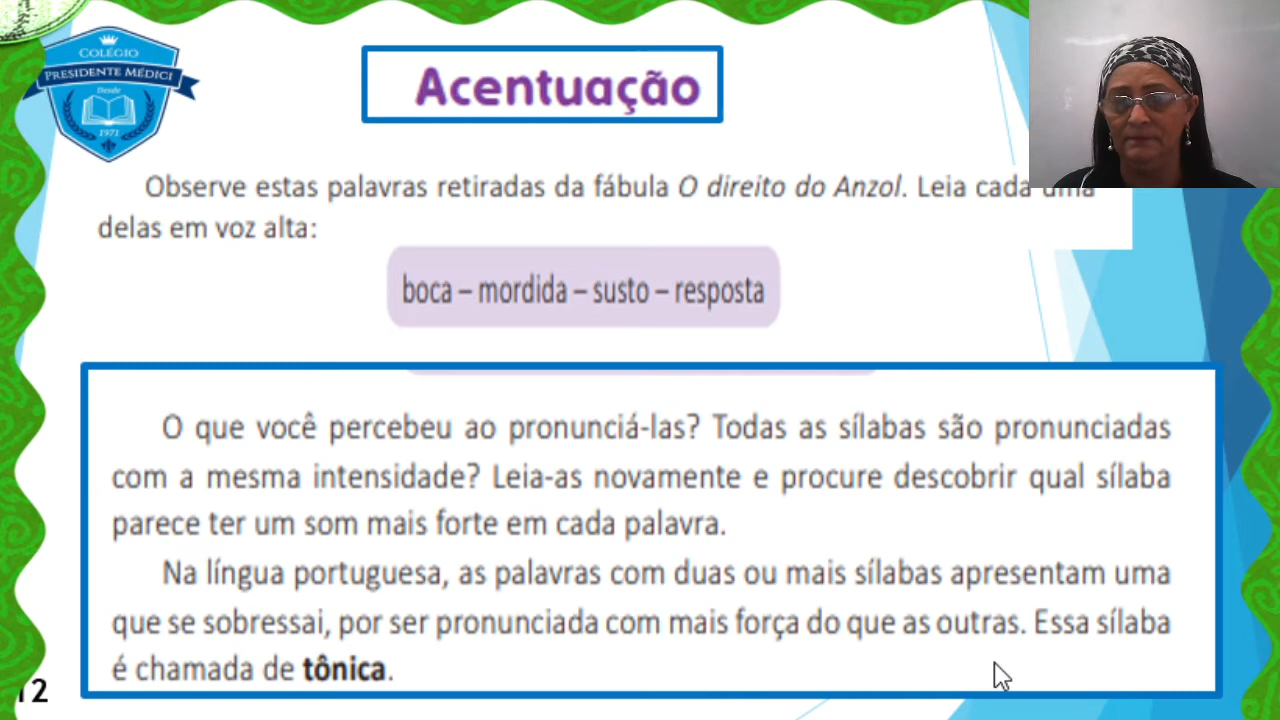 COLÉGIO
PRESIDENTE MÉDICI
Desde
1971
Acentuação
Observe estas palavras retiradas da fábula O direito do Anzol. Leia cada uma
delas em voz alta:
boca – mordida – susto – resposta
O que você percebeu ao pronunciá-las? Todas as sílabas são pronunciadas
com a mesma intensidade? Leia-as novamente e procure descobrir qual sílaba
parece ter um som mais forte em cada palavra.
Na língua portuguesa, as palavras com duas ou mais sílabas apresentam uma
que se sobressai, por ser pronunciada com mais força do que as outras. Essa sílaba
é chamada de tônica.
12